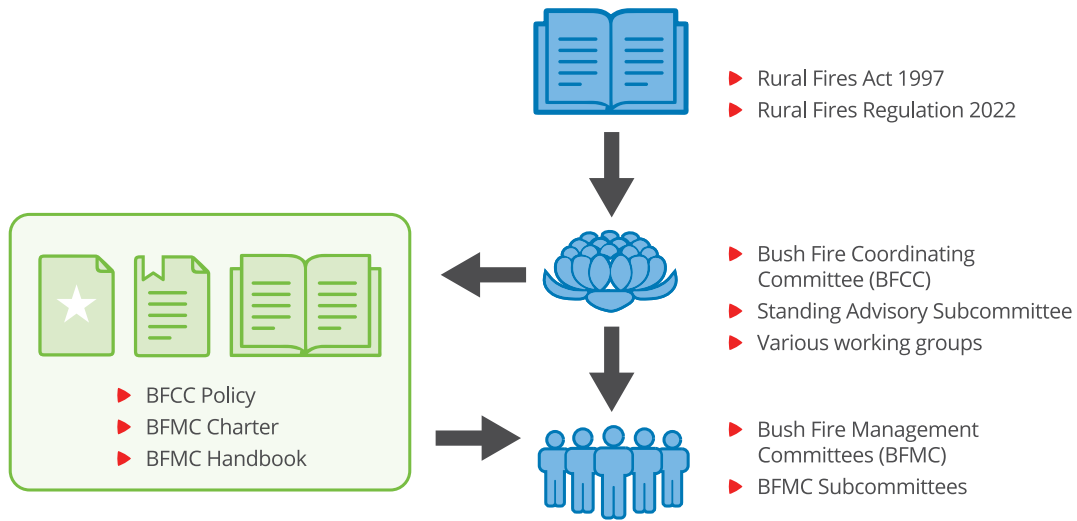 Rural Fires Act 1997
Rural Fires Regulation 2022
Bush Fire Coordinating
Committee (BFCC)
Standing Advisory Subcommittee
Various working groups
BFCC Policy
BFMC Charter
BFMC Handbook
Bush Fire Management
Committees (BFMC)
BFMC Subcommittees